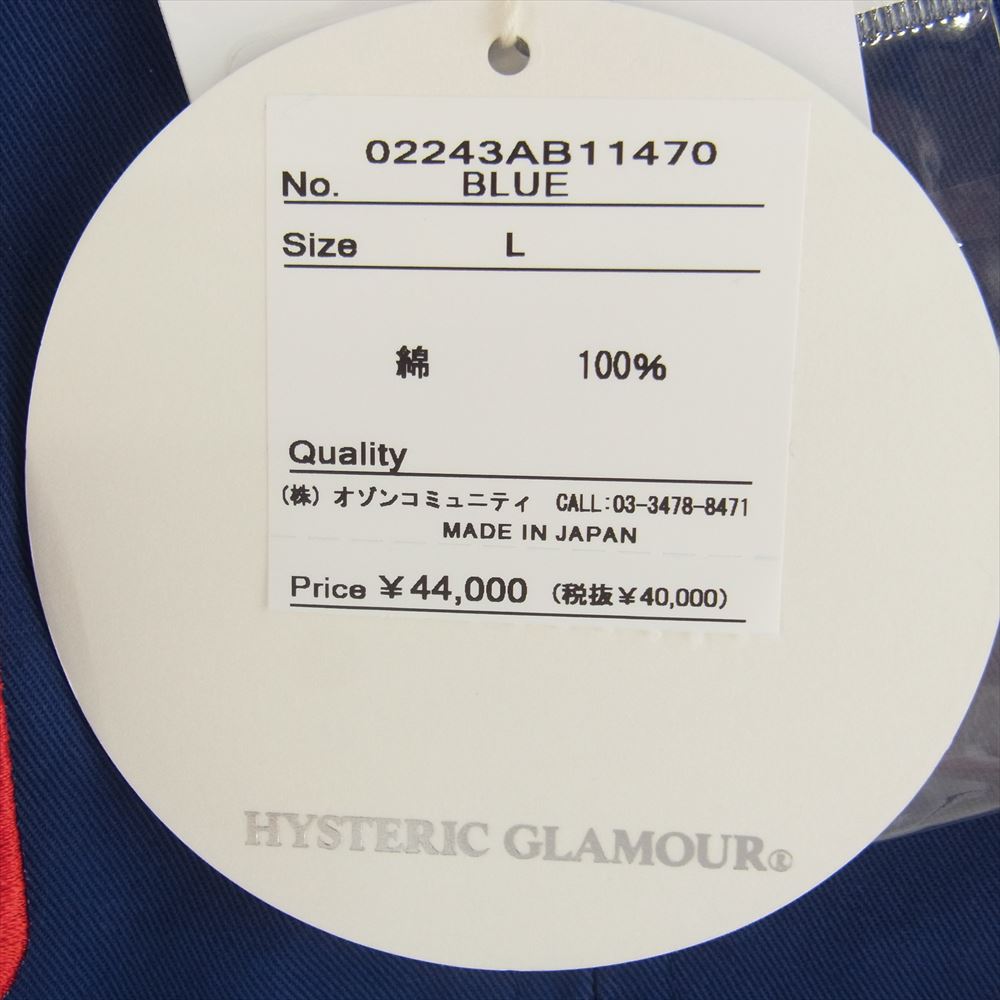 02243AB11470
No. BLUE
Size L
綿 100%
Quality
(株) オゾンコミュニティ CALL:03-3478-8471
MADE IN JAPAN
Price ¥44,000 (税抜¥40,000)
HYSTERIC GLAMOUR®